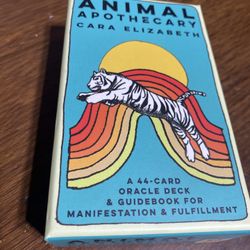 ANIMAL
APOTHECARY
CARA ELIZABETH
A 44-CARD
ORACLE DECK
& GUIDEBOOK FOR
MANIFESTATION & FULFILLMENT